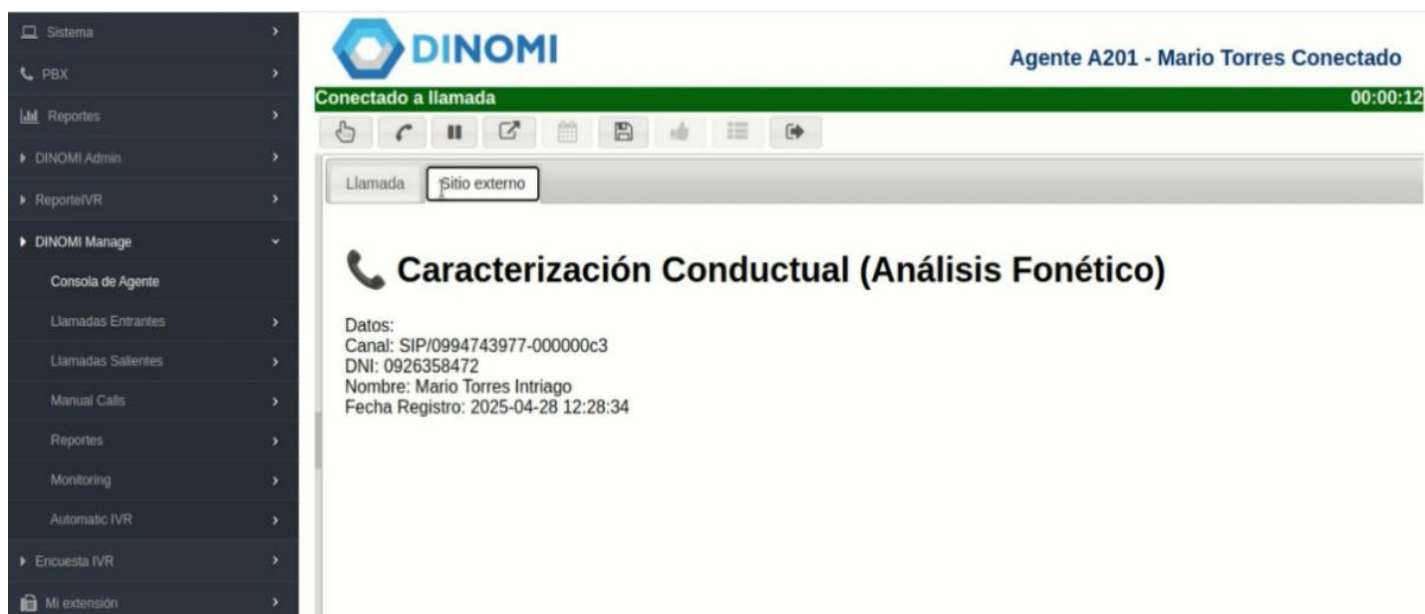 Sistema
PBX
Reportes
DINOMI Admin
ReporteIVR
DINOMI Manage
Consola de Agente
Llamadas Entrantes
Llamadas Salientes
Manual Calls
Reportes
Monitoring
Automatic IVR
Encuesta IVR
Mi extensión
DINOMI
Agente A201 - Mario Torres Conectado
Conectado a llamada 00:00:12
Llamada Sitio externo
Caracterización Conductual (Análisis Fonético)
Datos:
Canal: SIP/0994743977-000000c3
DNI: 0926358472
Nombre: Mario Torres Intriago
Fecha Registro: 2025-04-28 12:28:34